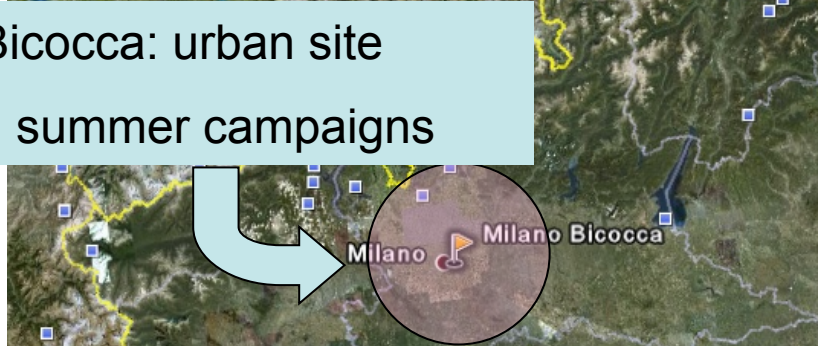 Bicocca: urban site
summer campaigns
Milano Bicocca
Milano